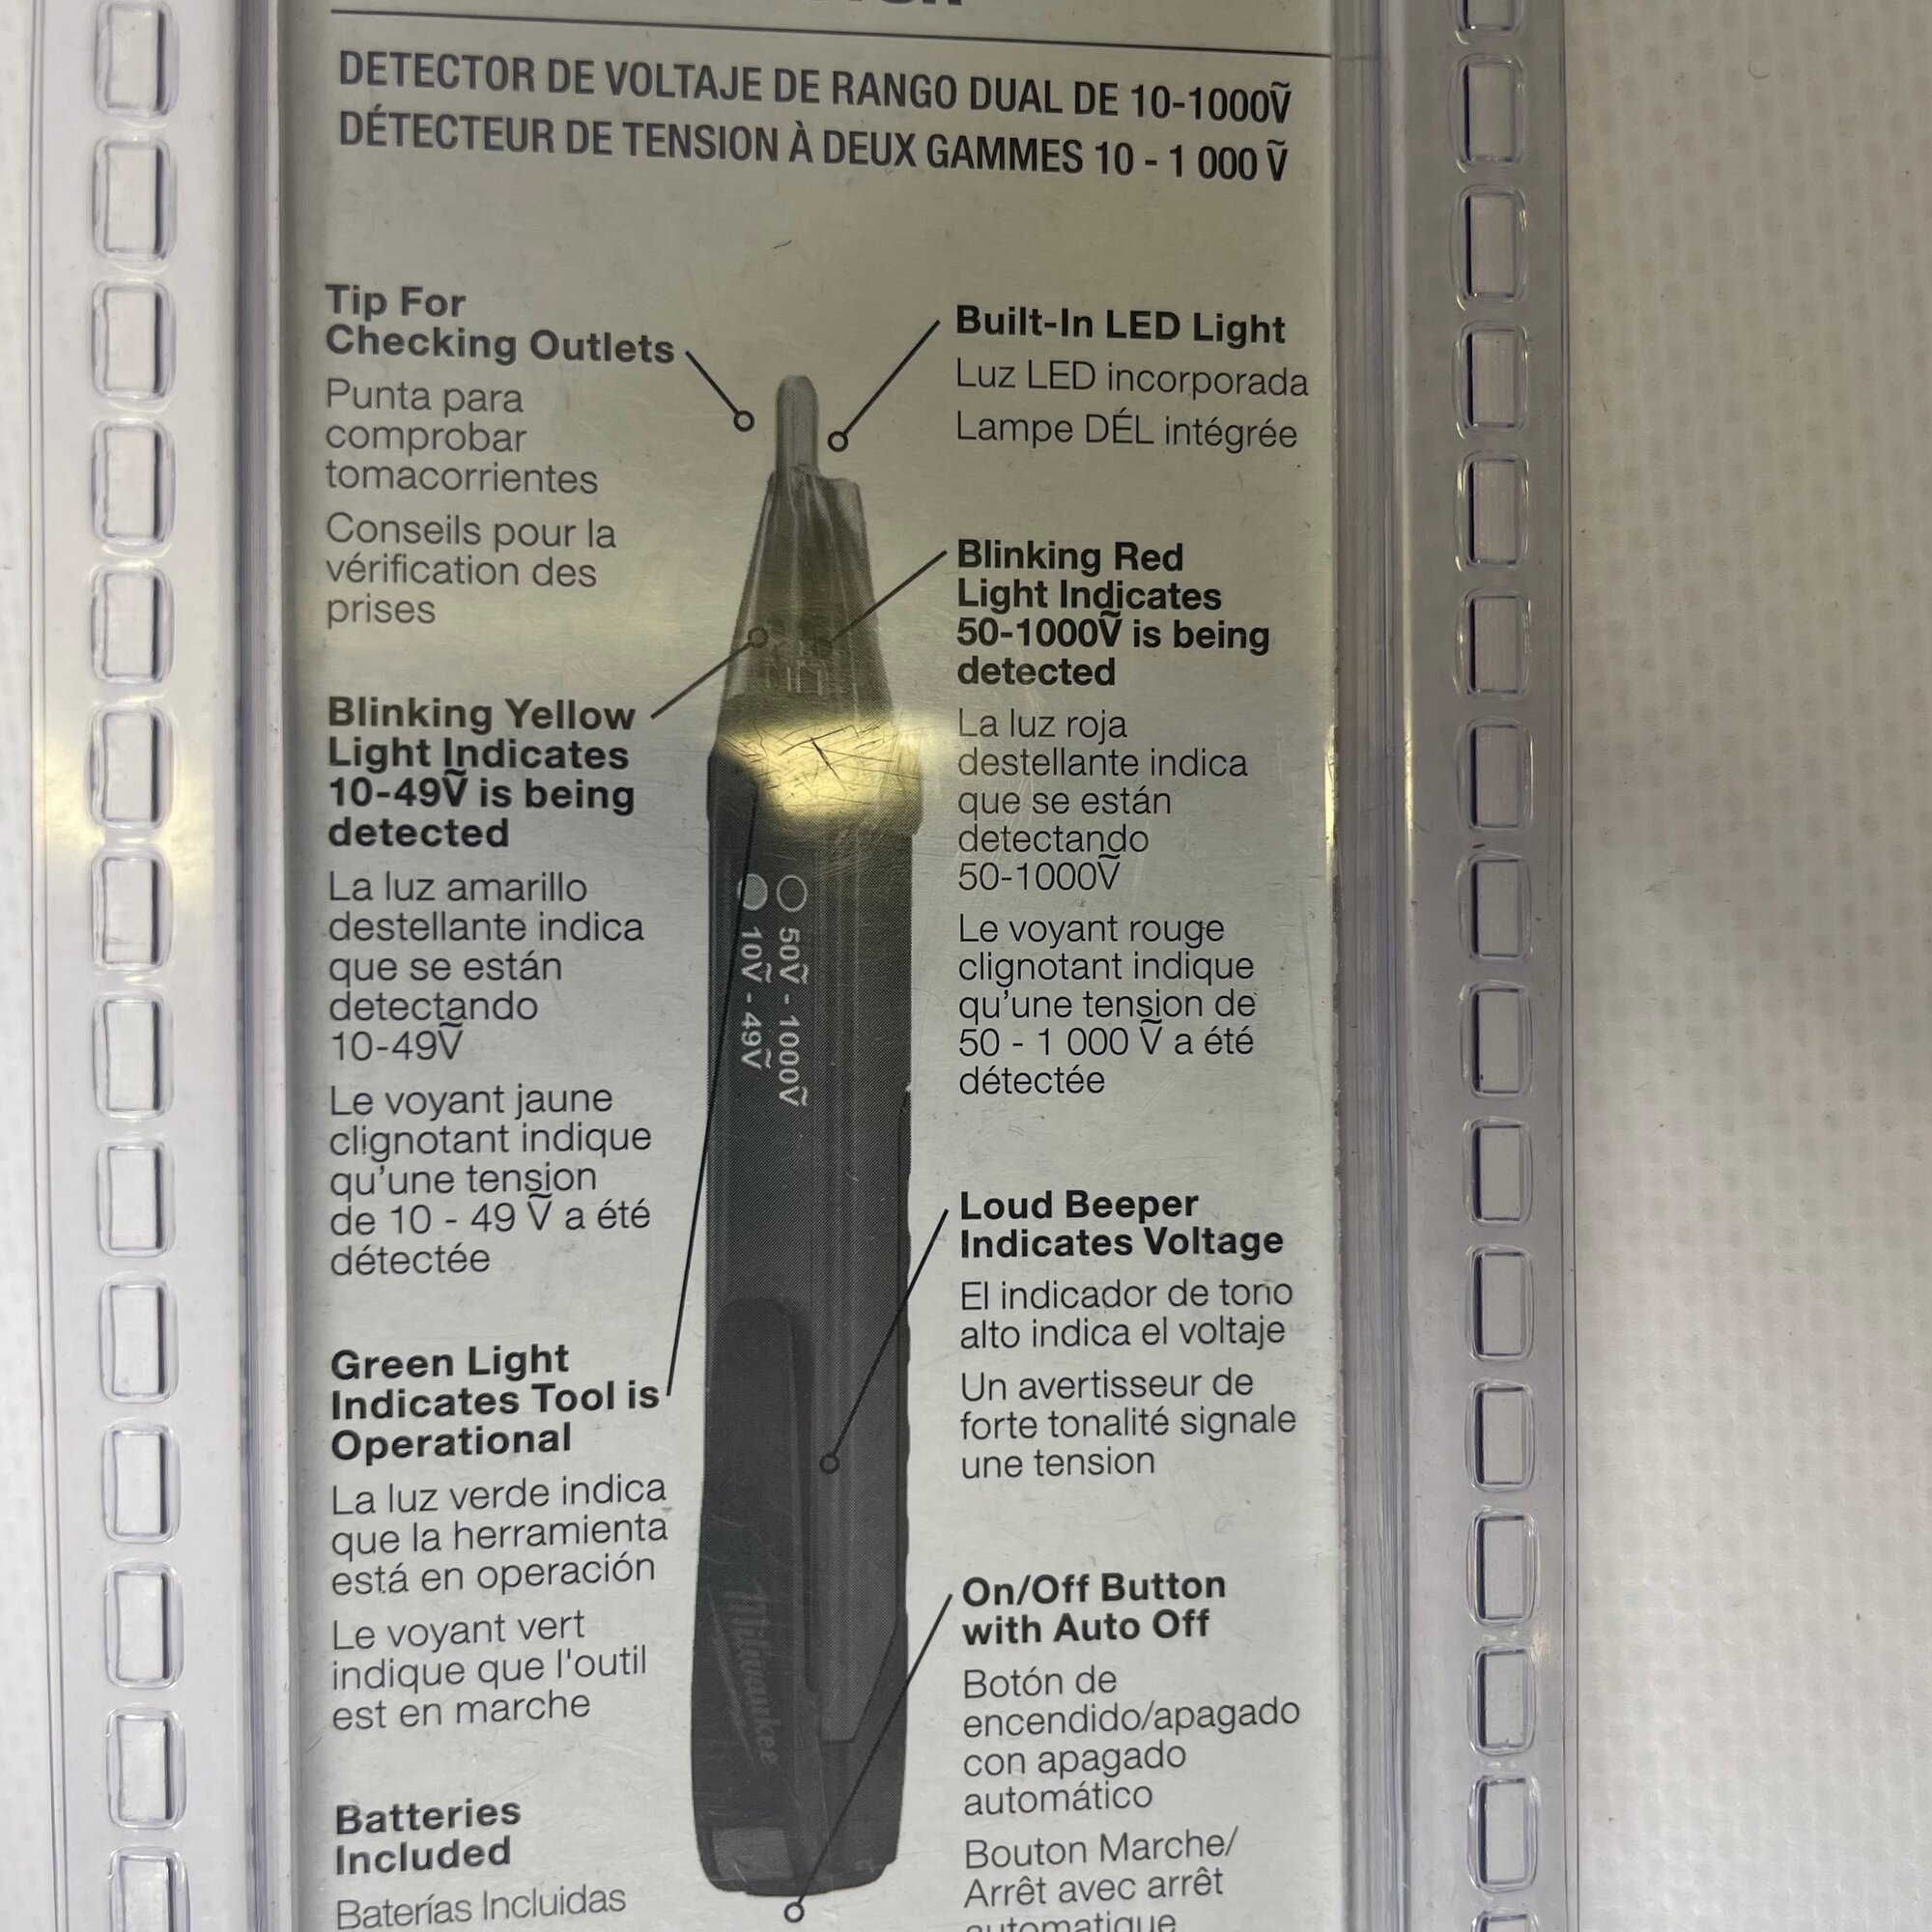 DETECTOR DE VOLTAJE DE RANGO DUAL DE 10-1000Ṽ
DÉTECTEUR DE TENSION À DEUX GAMMES 10 - 1 000 Ṽ
Tip For
Checking Outlets
Punta para
comprobar
tomacorrientes
Conseils pour la
vérification des
prises
Blinking Yellow
Light Indicates
10-49Ṽ is being
detected
La luz amarillo
destellante indica
que se están
detectando
10-49Ṽ
Le voyant jaune
clignotant indique
qu'une tension
de 10 - 49 Ṽ a été
détectée
Green Light
Indicates Tool is
Operational
La luz verde indica
que la herramienta
está en operación
Le voyant vert
indique que l'outil
est en marche
Batteries
Included
Baterías Incluidas
50Ṽ - 1000Ṽ
10Ṽ - 49Ṽ
Milwaukee
Built-In LED Light
Luz LED incorporada
Lampe DÉL intégrée
Blinking Red
Light Indicates
50-1000Ṽ is being
detected
La luz roja
destellante indica
que se están
detectando
50-1000Ṽ
Le voyant rouge
clignotant indique
qu'une tension de
50 - 1 000 Ṽ a été
détectée
Loud Beeper
Indicates Voltage
El indicador de tono
alto indica el voltaje
Un avertisseur de
forte tonalité signale
une tension
On/Off Button
with Auto Off
Botón de
encendido/apagado
con apagado
automático
Bouton Marche/
Arrêt avec arrêt
automatique